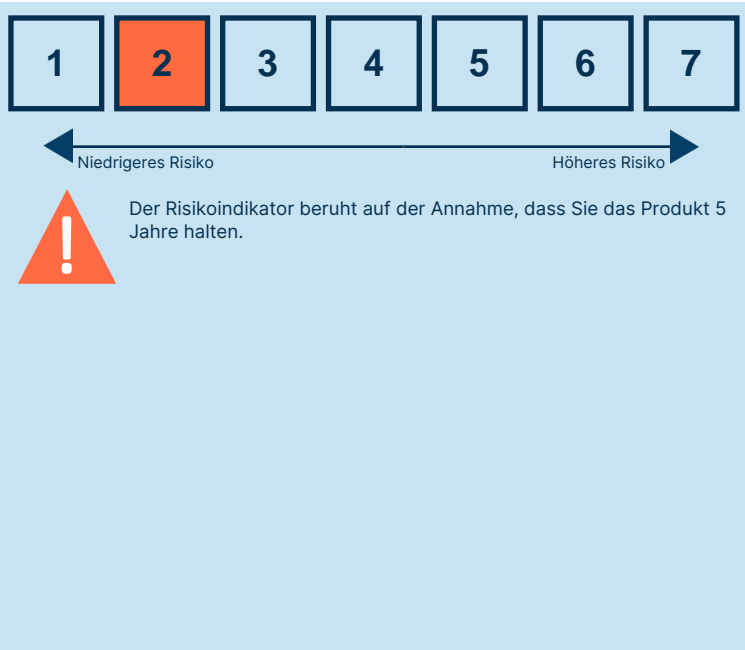 1 2 3 4 5 6 7
Niedrigeres Risiko Höheres Risiko
!
Der Risikoindikator beruht auf der Annahme, dass Sie das Produkt 5
Jahre halten.